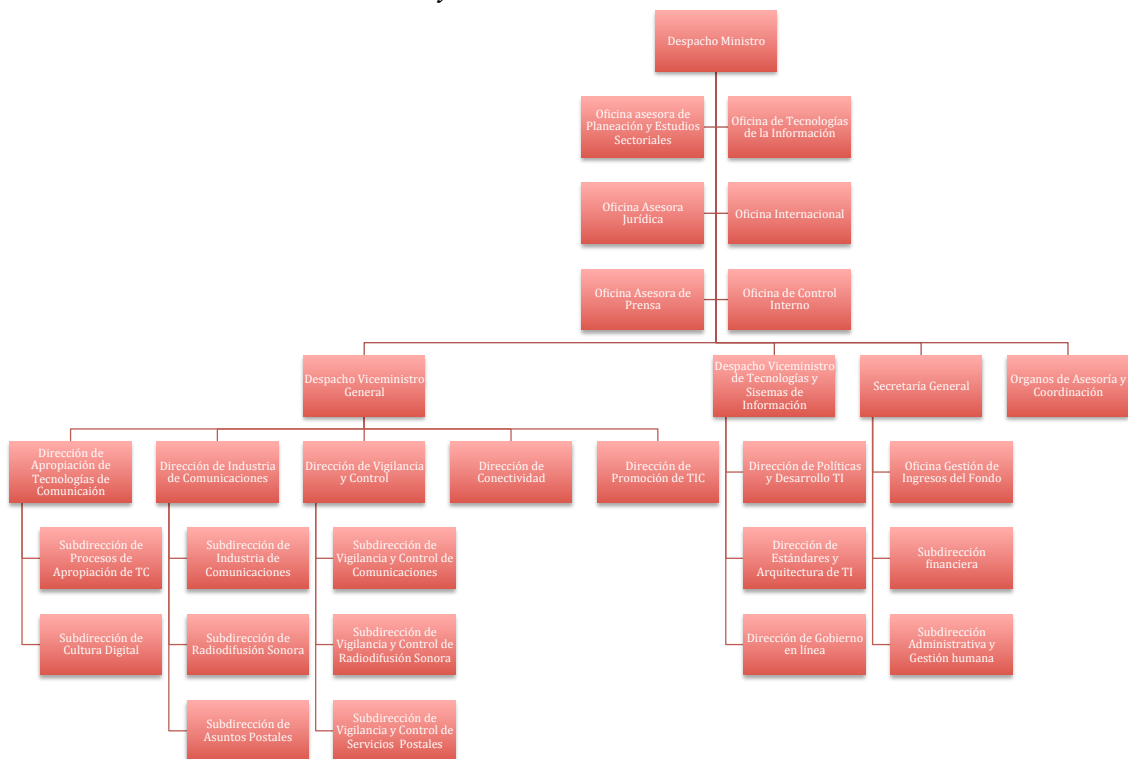 y
Despacho Ministro
Oficina asesora de
Planeación y Estudios
Sectoriales
Oficina de Tecnologías
de la Información
Oficina Asesora
Jurídica
Oficina Internacional
Oficina Asesora de
Prensa
Oficina de Control
Interno
Despacho Viceministro
General
Despacho Viceministro
de Tecnologías y
Sisemas de
Información
Secretaría General
Organos de Asesoría y
Coordinación
Dirección de
Apropiación de
Tecnologías de
Comunicaión
Dirección de Industria
de Comunicaciones
Dirección de Vigilancia
y Control
Dirección de
Conectividad
Dirección de
Promoción de TIC
Dirección de Políticas
y Desarrollo TI
Oficina Gestión de
Ingresos del Fondo
Subdirección de
Procesos de
Apropiación de TC
Subdirección de
Industria de
Comunicaciones
Subdirección de
Vigilancia y Control de
Comunicaciones
Dirección de
Estándares y
Arquitectura de TI
Subdirección
financiera
Subdirección de
Cultura Digital
Subdirección de
Radiodifusión Sonora
Subdirección de
Vigilancia y Control de
Radiodifusión Sonora
Dirección de Gobierno
en línea
Subdirección
Administrativa y
Gestión humana
Subdirección de
Asuntos Postales
Subdirección de
Vigilancia y Control de
Servicios  Postales